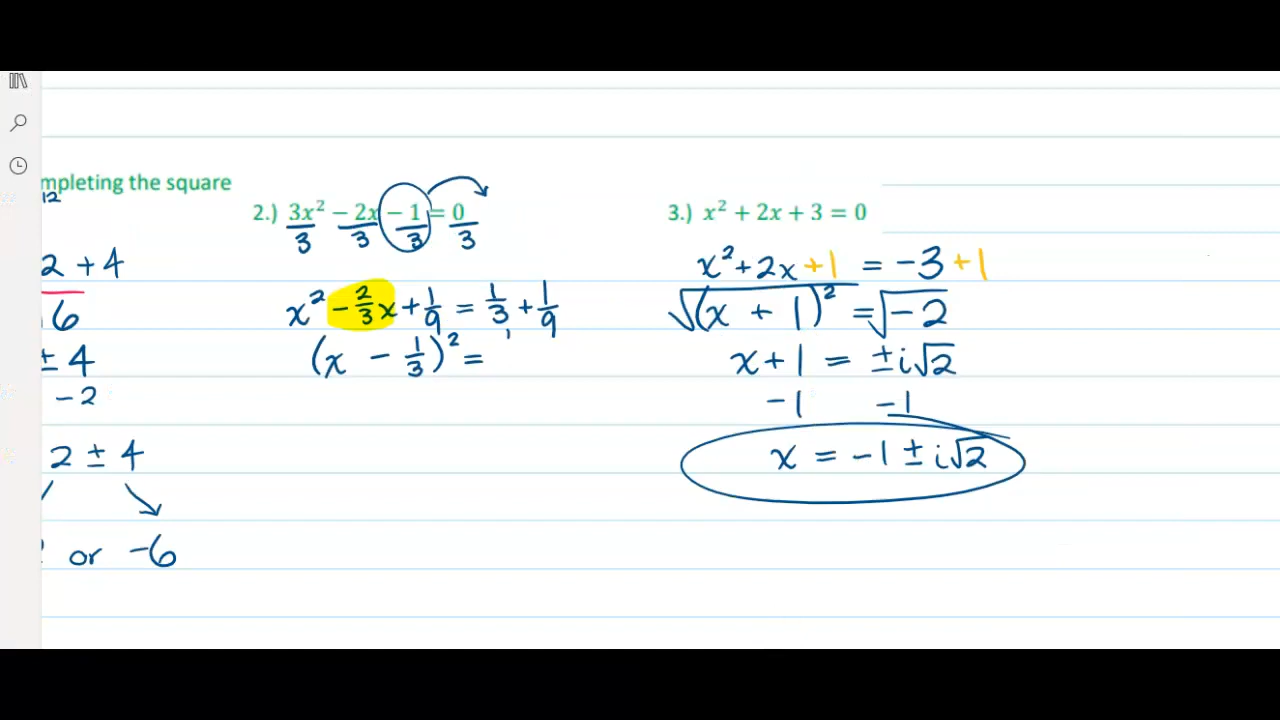 mpleting the square
12
2 + 4
6
± 4
- 2
2 ± 4
or -6
2.) 3x² − 2x − 1 = 0
3 3 3 3
x² - 2/3 x + 1/9 = 1/3 + 1/9
(x - 1/3)² =
3.) x² + 2x + 3 = 0
x² + 2x + 1 = -3 + 1
√(x + 1)² = √-2
x + 1 = ± i√2
- 1 - 1
x = -1 ± i√2